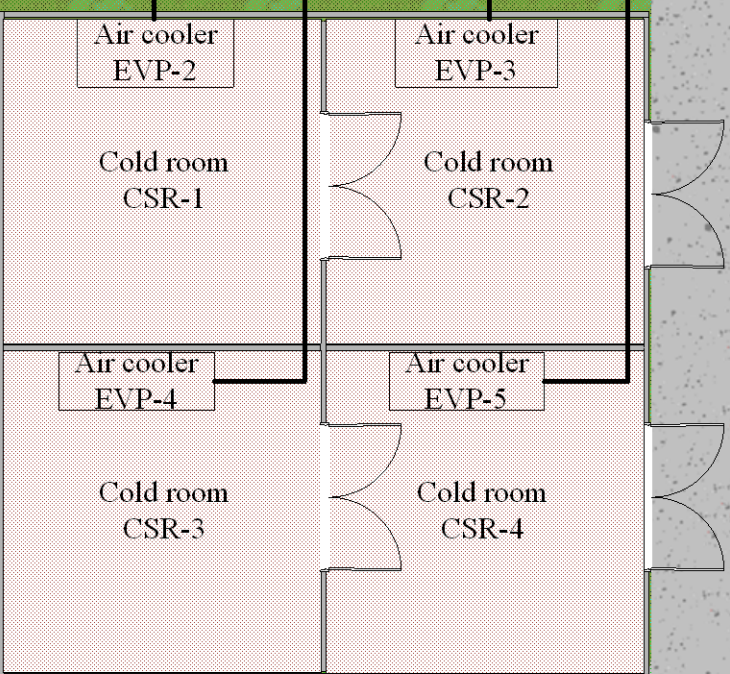 Air cooler
EVP-2
Air cooler
EVP-3
Cold room
CSR-1
Cold room
CSR-2
Air cooler
EVP-4
Air cooler
EVP-5
Cold room
CSR-3
Cold room
CSR-4